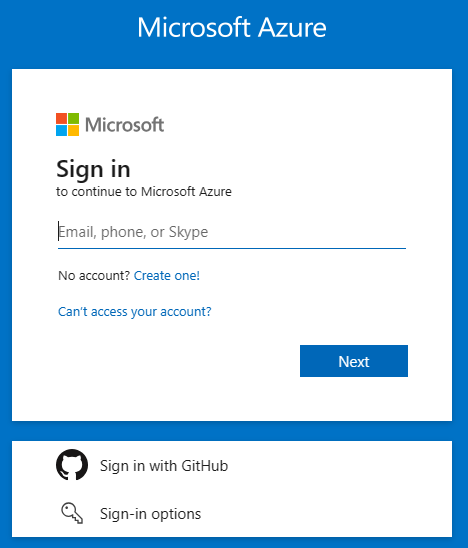 Microsoft Azure
Microsoft
Sign in
to continue to Microsoft Azure
Email, phone, or Skype
No account? Create one!
Can't access your account?
Next
Sign in with GitHub
Sign-in options